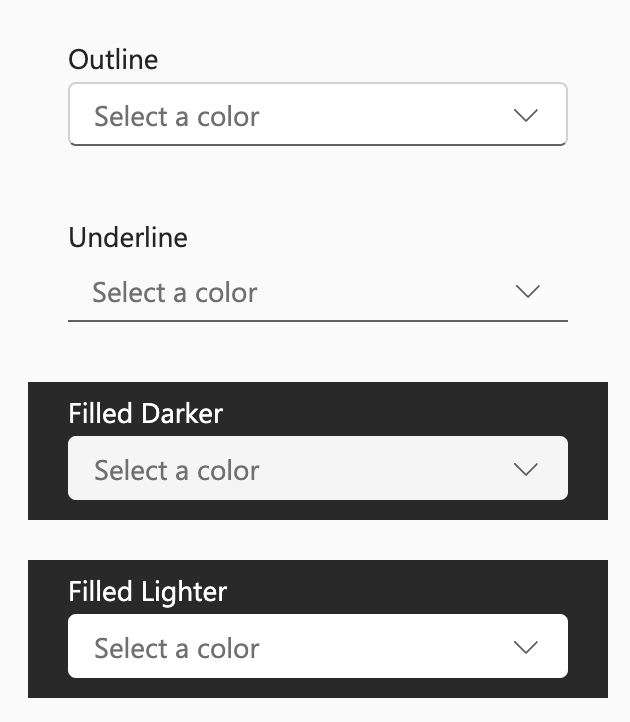 Outline
Select a color
Underline
Select a color
Filled Darker
Select a color
Filled Lighter
Select a color